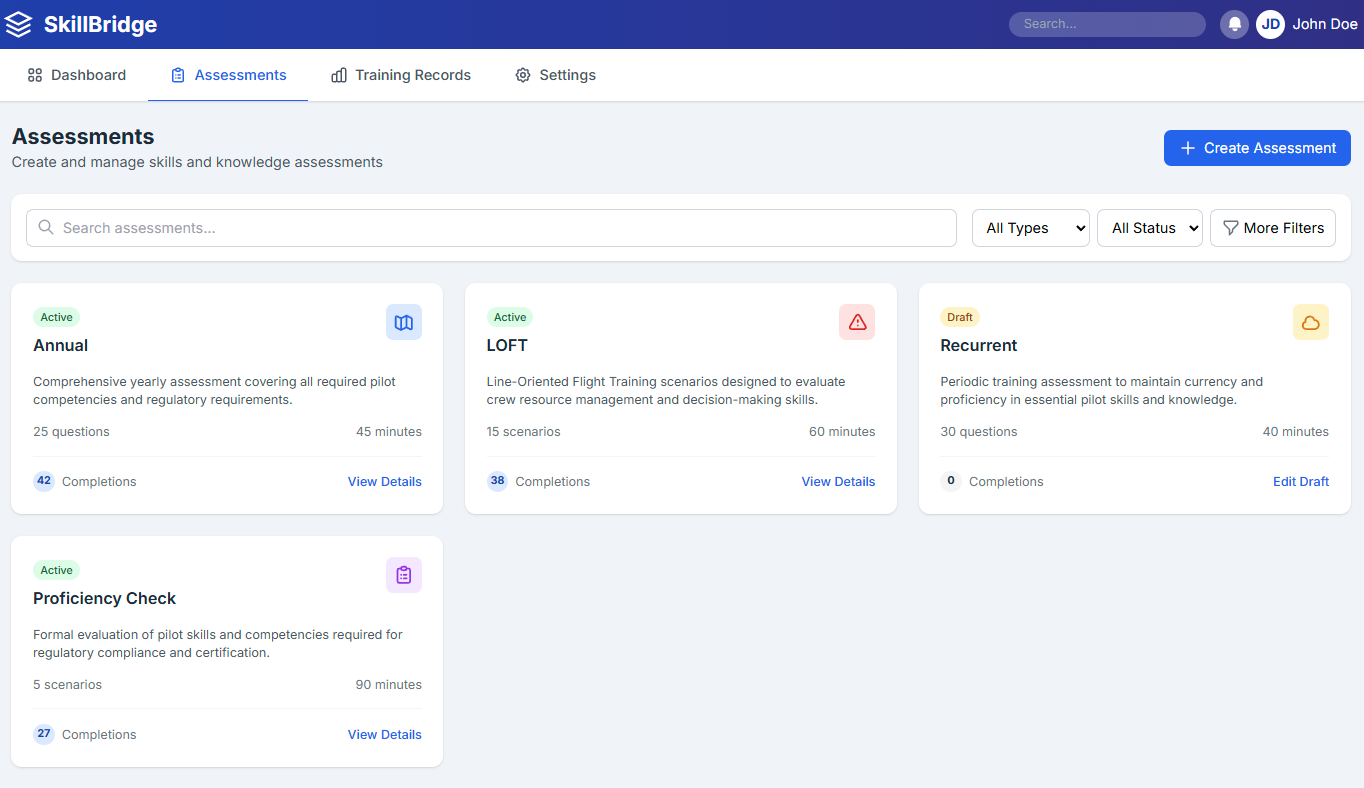 SkillBridge
Search...
JD
John Doe
Dashboard
Assessments
Training Records
Settings
Assessments
Create and manage skills and knowledge assessments
Create Assessment
Search assessments...
All Types
All Status
More Filters
Active
Annual
Comprehensive yearly assessment covering all required pilot
competencies and regulatory requirements.
25 questions
45 minutes
42
Completions
View Details
Active
LOFT
Line-Oriented Flight Training scenarios designed to evaluate
crew resource management and decision-making skills.
15 scenarios
60 minutes
38
Completions
View Details
Draft
Recurrent
Periodic training assessment to maintain currency and
proficiency in essential pilot skills and knowledge.
30 questions
40 minutes
0
Completions
Edit Draft
Active
Proficiency Check
Formal evaluation of pilot skills and competencies required for
regulatory compliance and certification.
5 scenarios
90 minutes
27
Completions
View Details